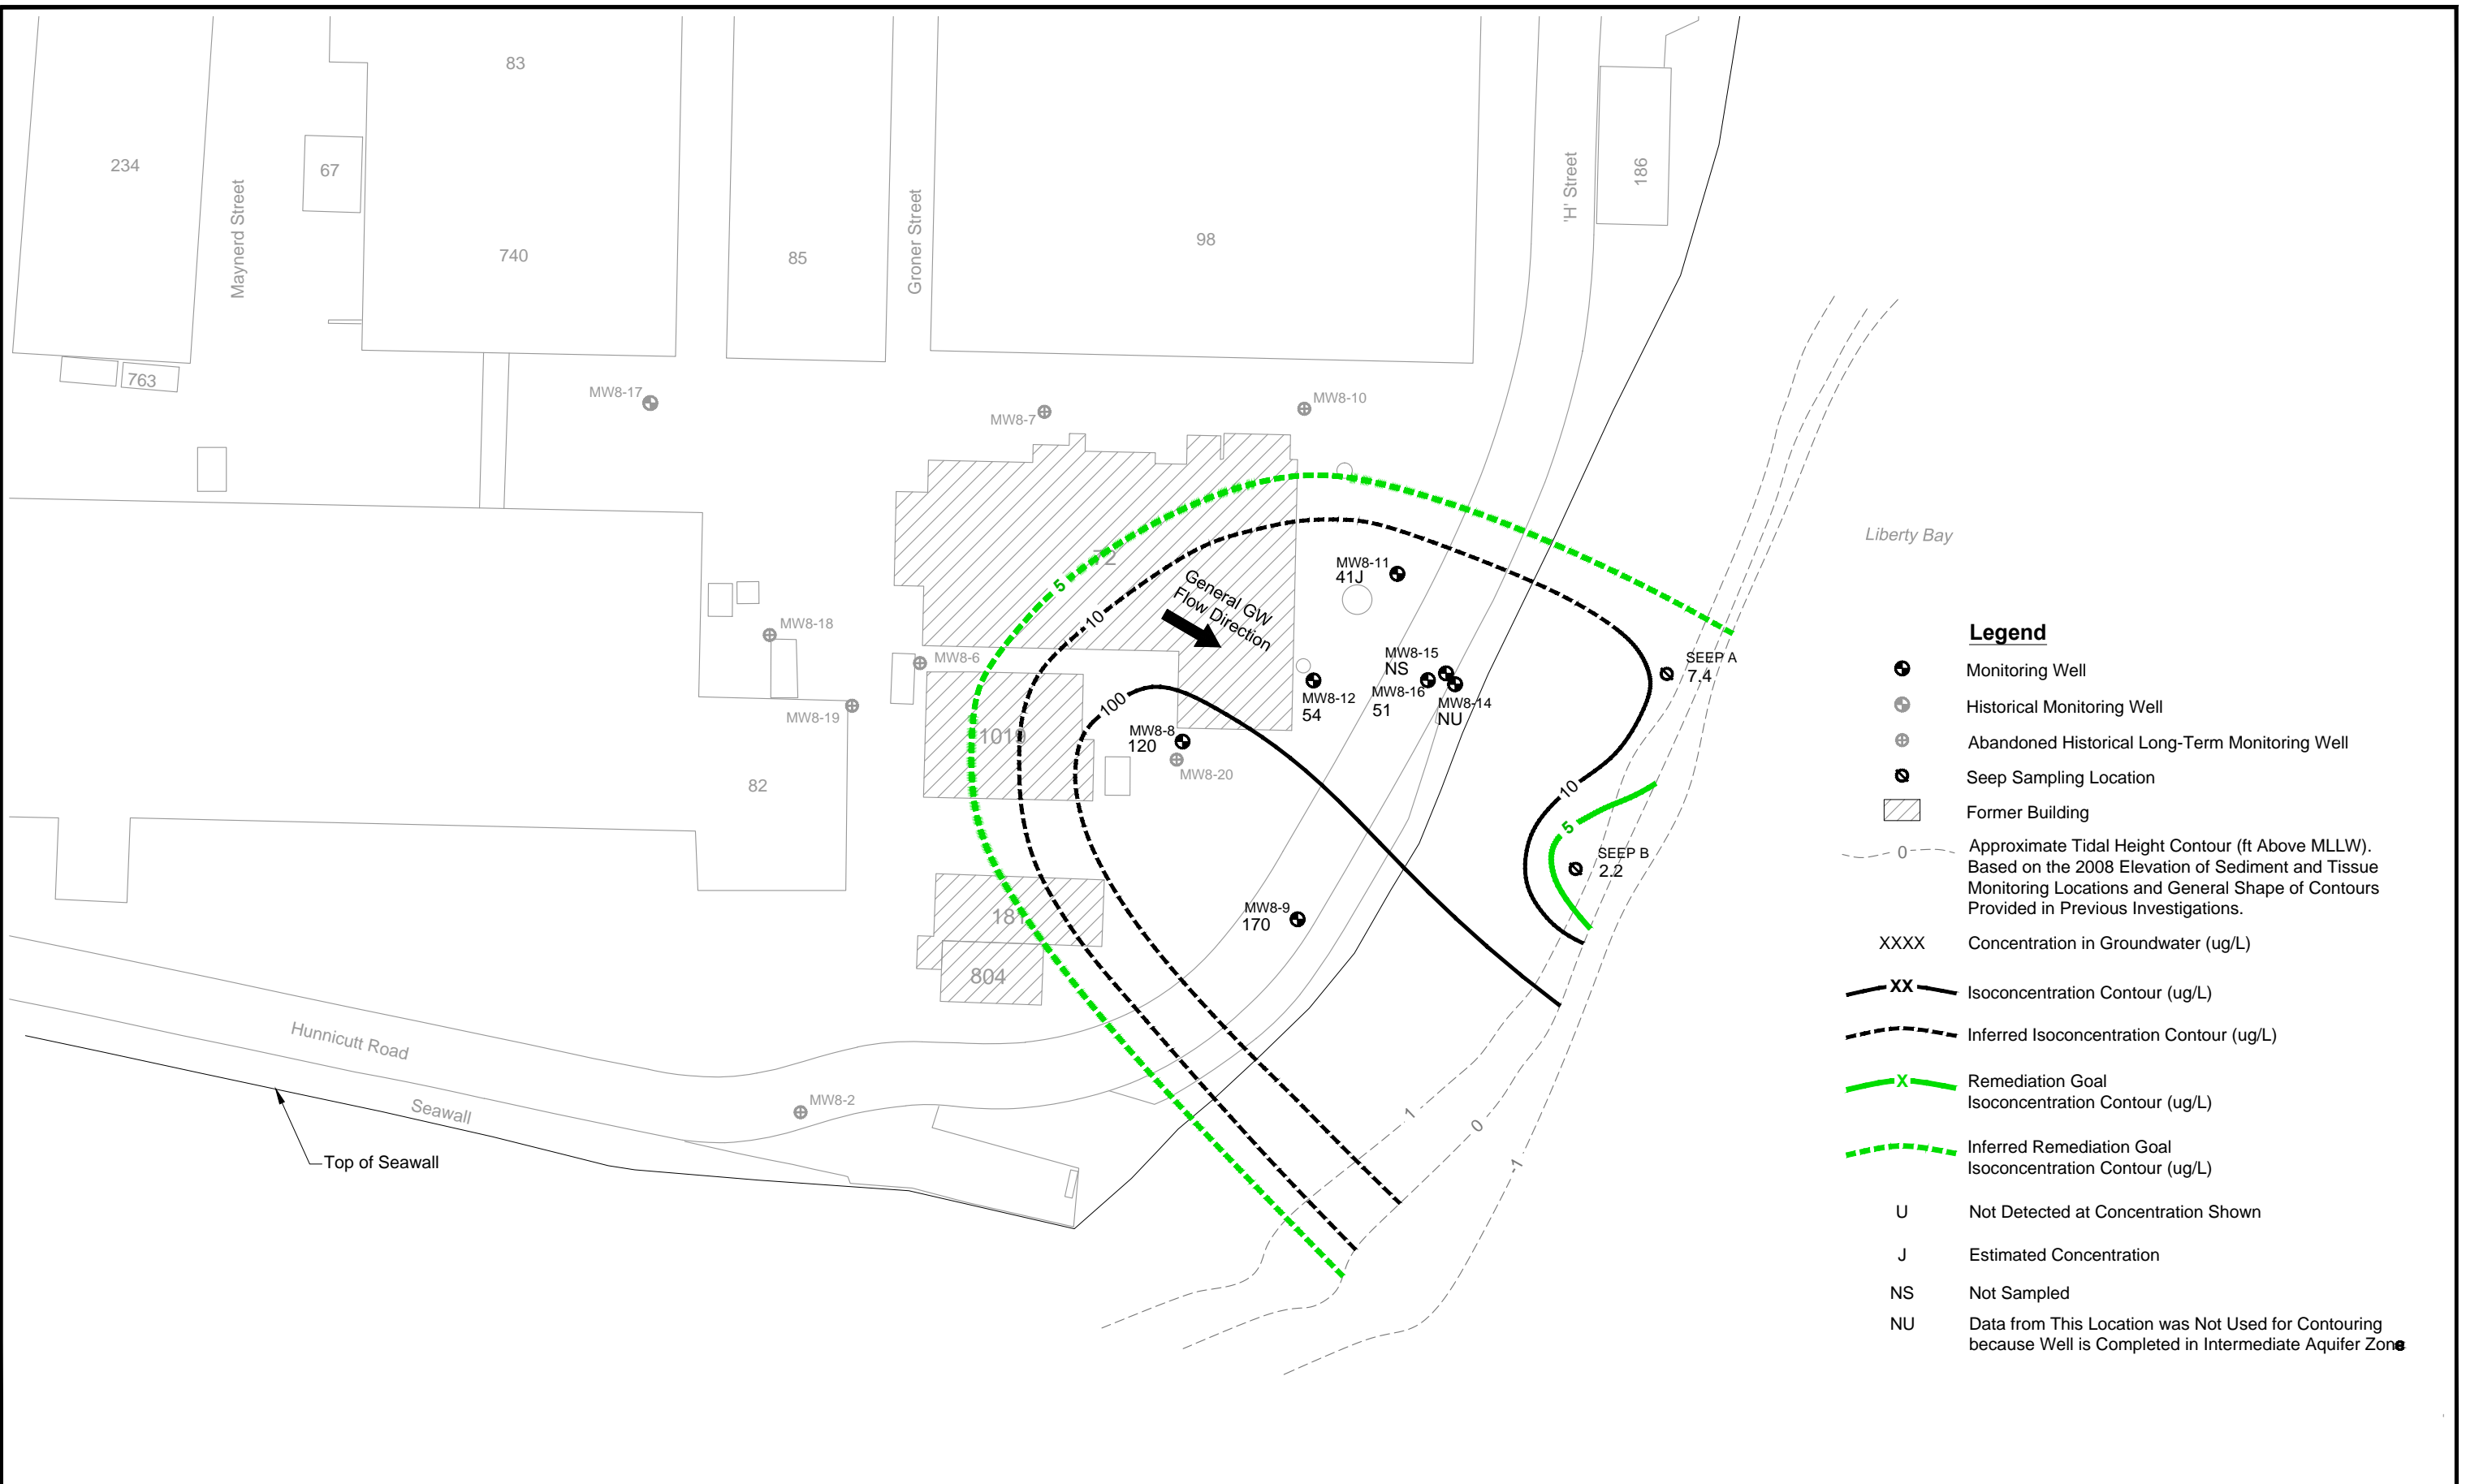 83
234
67
Maynerd Street
740
85
Groner Street
98
'H' Street
186
763
MW8-17
MW8-7
MW8-10
Liberty Bay
72
5
10
General GW
Flow Direction
MW8-11
41J
MW8-18
MW8-6
MW8-19
MW8-15
NS
MW8-16
51
MW8-14
NU
MW8-12
54
SEEP A
7.4
100
1019
MW8-8
120
MW8-20
82
10
5
SEEP B
2.2
MW8-9
170
181
804
Hunnicutt Road
Seawall
MW8-2
Top of Seawall
1
0
-1
Legend
Monitoring Well
Historical Monitoring Well
Abandoned Historical Long-Term Monitoring Well
Seep Sampling Location
Former Building
0
Approximate Tidal Height Contour (ft Above MLLW).
Based on the 2008 Elevation of Sediment and Tissue
Monitoring Locations and General Shape of Contours
Provided in Previous Investigations.
XXXX Concentration in Groundwater (ug/L)
XX Isoconcentration Contour (ug/L)
Inferred Isoconcentration Contour (ug/L)
X Remediation Goal
Isoconcentration Contour (ug/L)
Inferred Remediation Goal
Isoconcentration Contour (ug/L)
U Not Detected at Concentration Shown
J Estimated Concentration
NS Not Sampled
NU Data from This Location was Not Used for Contouring
because Well is Completed in Intermediate Aquifer Zone